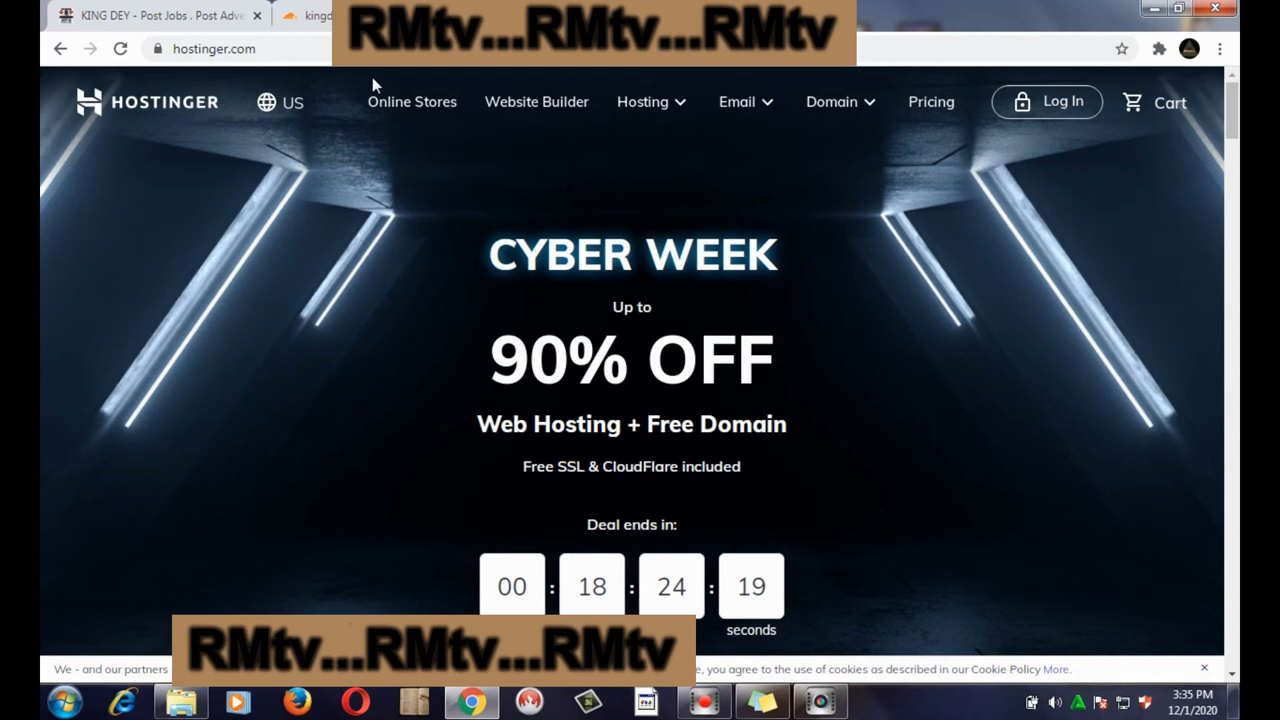 KING DEY - Post Jobs . Post Adve
kingd
RMtv...RMtv...RMtv
hostinger.com
HOSTINGER
US
Online Stores
Website Builder
Hosting
Email
Domain
Pricing
Log In
Cart
CYBER WEEK
Up to
90% OFF
Web Hosting + Free Domain
Free SSL & CloudFlare included
Deal ends in:
00 : 18 : 24 : 19
seconds
RMtv...RMtv...RMtv
We - and our partners
e, you agree to the use of cookies as described in our Cookie Policy More.
3:35 PM
12/1/2020